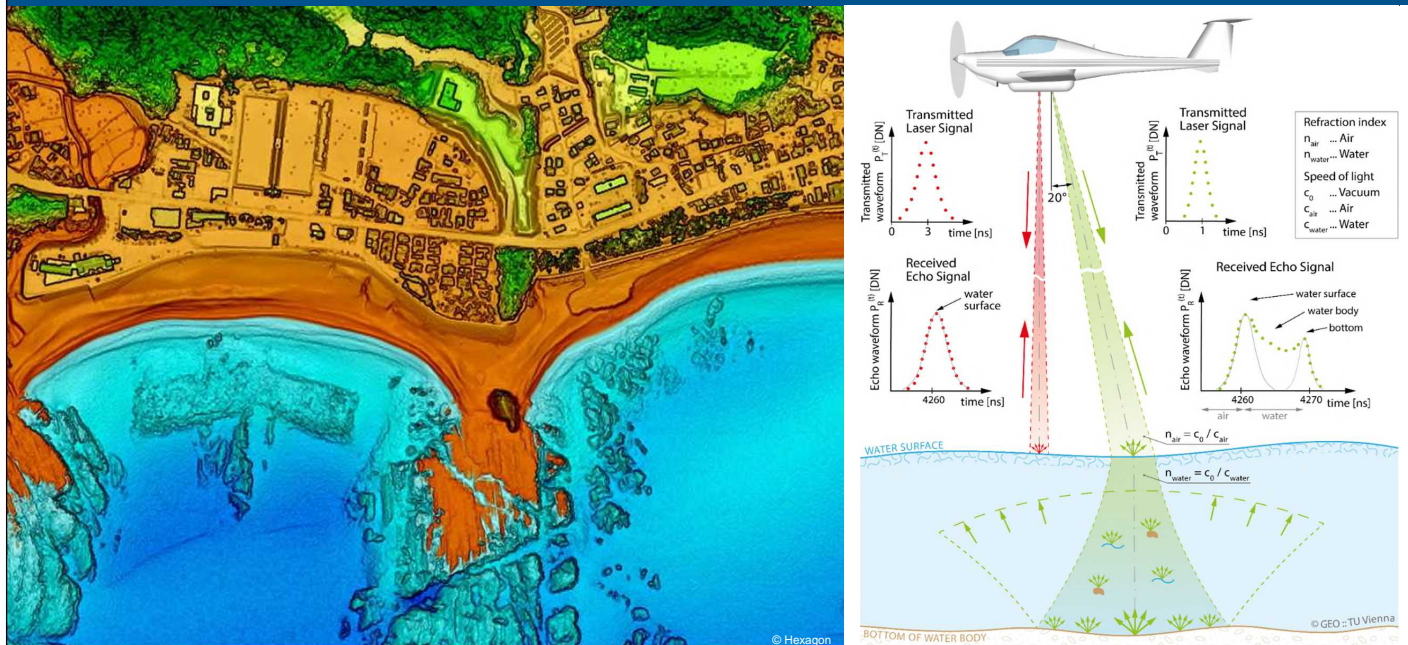 © Hexagon
Transmitted
Laser Signal
Transmitted
waveform P_T^(t) [DN]
0 3 time [ns]
20°
Transmitted
Laser Signal
Transmitted
waveform P_T^(t) [DN]
0 1 time [ns]
Refraction index
n_air ... Air
n_water ... Water
Speed of light
c_0 ... Vacuum
c_air ... Air
c_water ... Water
Received
Echo Signal
Echo waveform P_R^(t) [DN]
water
surface
4260 time [ns]
Received Echo Signal
Echo waveform P_R^(t) [DN]
water surface
water body
bottom
4260 4270
time [ns]
air water
n_air = c_0 / c_air
WATER SURFACE
n_water = c_0 / c_water
© GEO :: TU Vienna
BOTTOM OF WATER BODY